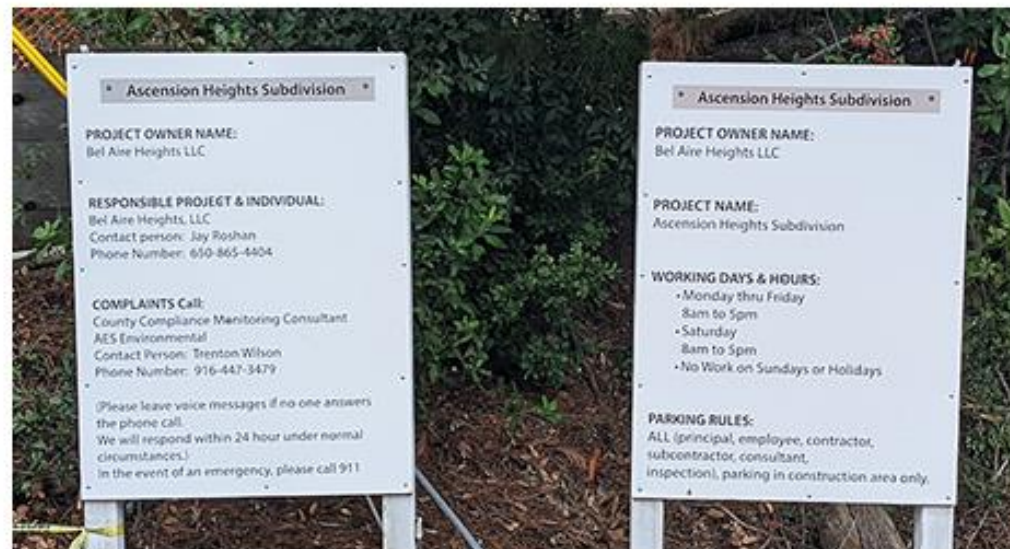 Ascension Heights Subdivision
PROJECT OWNER NAME:
Bel Aire Heights LLC
RESPONSIBLE PROJECT & INDIVIDUAL:
Bel Aire Heights, LLC
Contact person: Jay Roshan
Phone Number: 650-865-4404
COMPLAINTS Call:
County Compliance Monitoring Consultant
AES Environmental
Contact Person: Trenton Wilson
Phone Number: 916-447-3479
(Please leave voice messages if no one answers
the phone call.
We will respond within 24 hour under normal
circumstances.)
In the event of an emergency, please call 911
Ascension Heights Subdivision
PROJECT OWNER NAME:
Bel Aire Heights LLC
PROJECT NAME:
Ascension Heights Subdivision
WORKING DAYS & HOURS:
• Monday thru Friday
8am to 5pm
• Saturday
8am to 5pm
• No Work on Sundays or Holidays
PARKING RULES:
ALL (principal, employee, contractor,
subcontractor, consultant,
inspection), parking in construction area only.